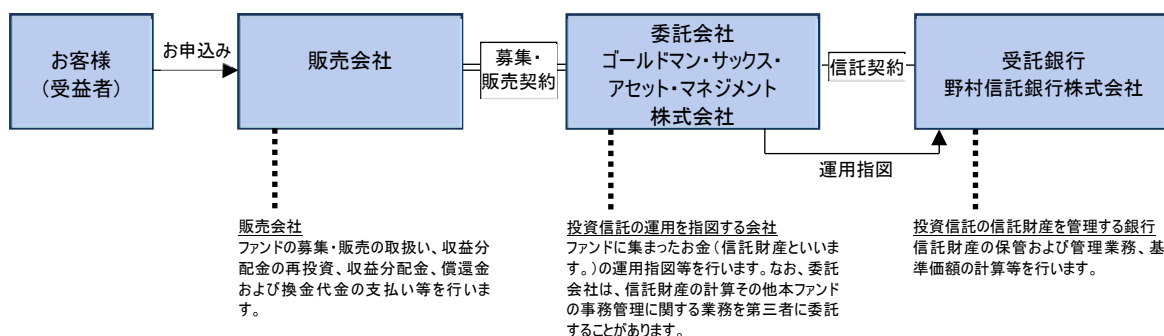 お客様
（受益者）
お申込み
販売会社
募集・
販売契約
委託会社
ゴールドマン・サックス・
アセット・マネジメント
株式会社
信託契約
受託銀行
野村信託銀行株式会社
運用指図
販売会社
ファンドの募集・販売の取扱い、収益分
配金の再投資、収益分配金、償還金
および換金代金の支払い等を行いま
す。
投資信託の運用を指図する会社
ファンドに集まったお金（信託財産といいま
す。）の運用指図等を行います。なお、委託
会社は、信託財産の計算その他本ファンド
の事務管理に関する業務を第三者に委託
することがあります。
投資信託の信託財産を管理する銀行
信託財産の保管および管理業務、基
準価額の計算等を行います。